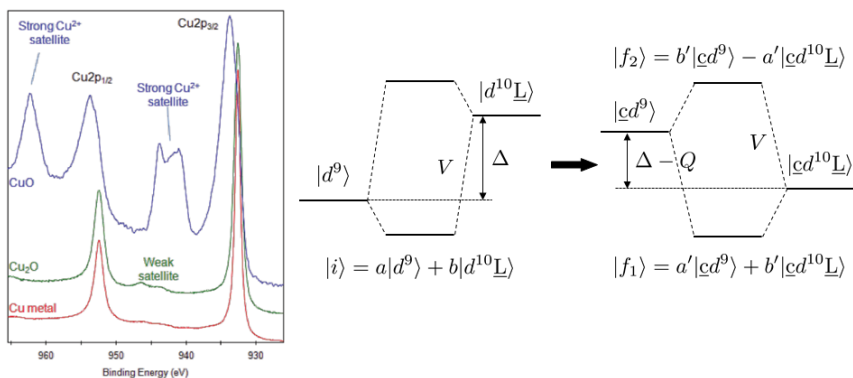 Cu2p3/2
Strong Cu²⁺
satellite
Cu2p1/2
Strong Cu²⁺
satellite
CuO
Cu₂O
Weak
satellite
Cu metal
960
950
940
930
Binding Energy (eV)
|d⁹⟩
|d¹⁰L̲⟩
V
Δ
|i⟩ = a|d⁹⟩ + b|d¹⁰L̲⟩
|f₂⟩ = b′|c̲d⁹⟩ − a′|c̲d¹⁰L̲⟩
|c̲d⁹⟩
Δ − Q
V
|c̲d¹⁰L̲⟩
|f₁⟩ = a′|c̲d⁹⟩ + b′|c̲d¹⁰L̲⟩